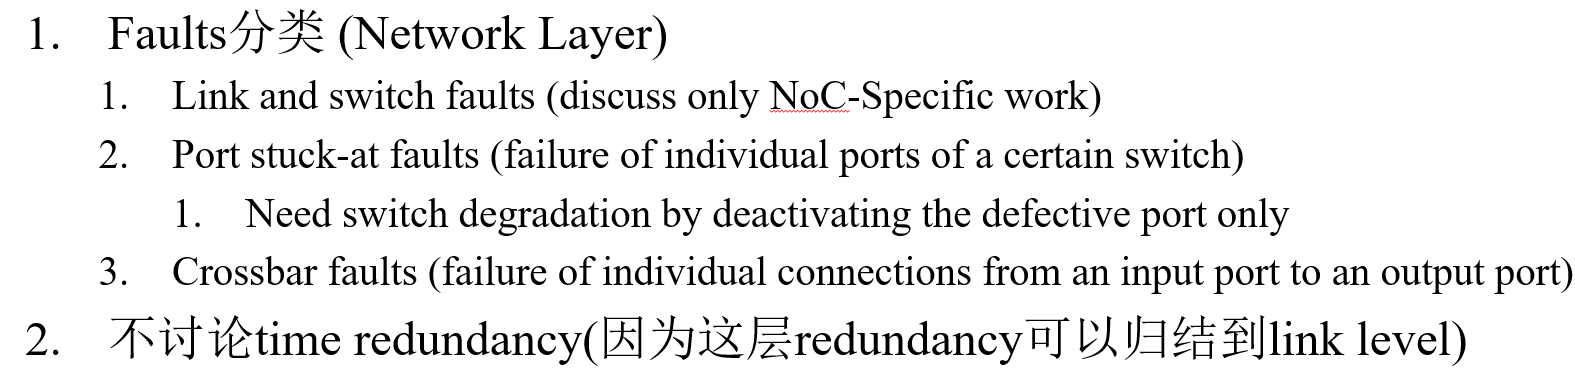 1. Faults分类 (Network Layer)
1. Link and switch faults (discuss only NoC-Specific work)
2. Port stuck-at faults (failure of individual ports of a certain switch)
1. Need switch degradation by deactivating the defective port only
3. Crossbar faults (failure of individual connections from an input port to an output port)
2. 不讨论time redundancy(因为这层redundancy可以归结到link level)